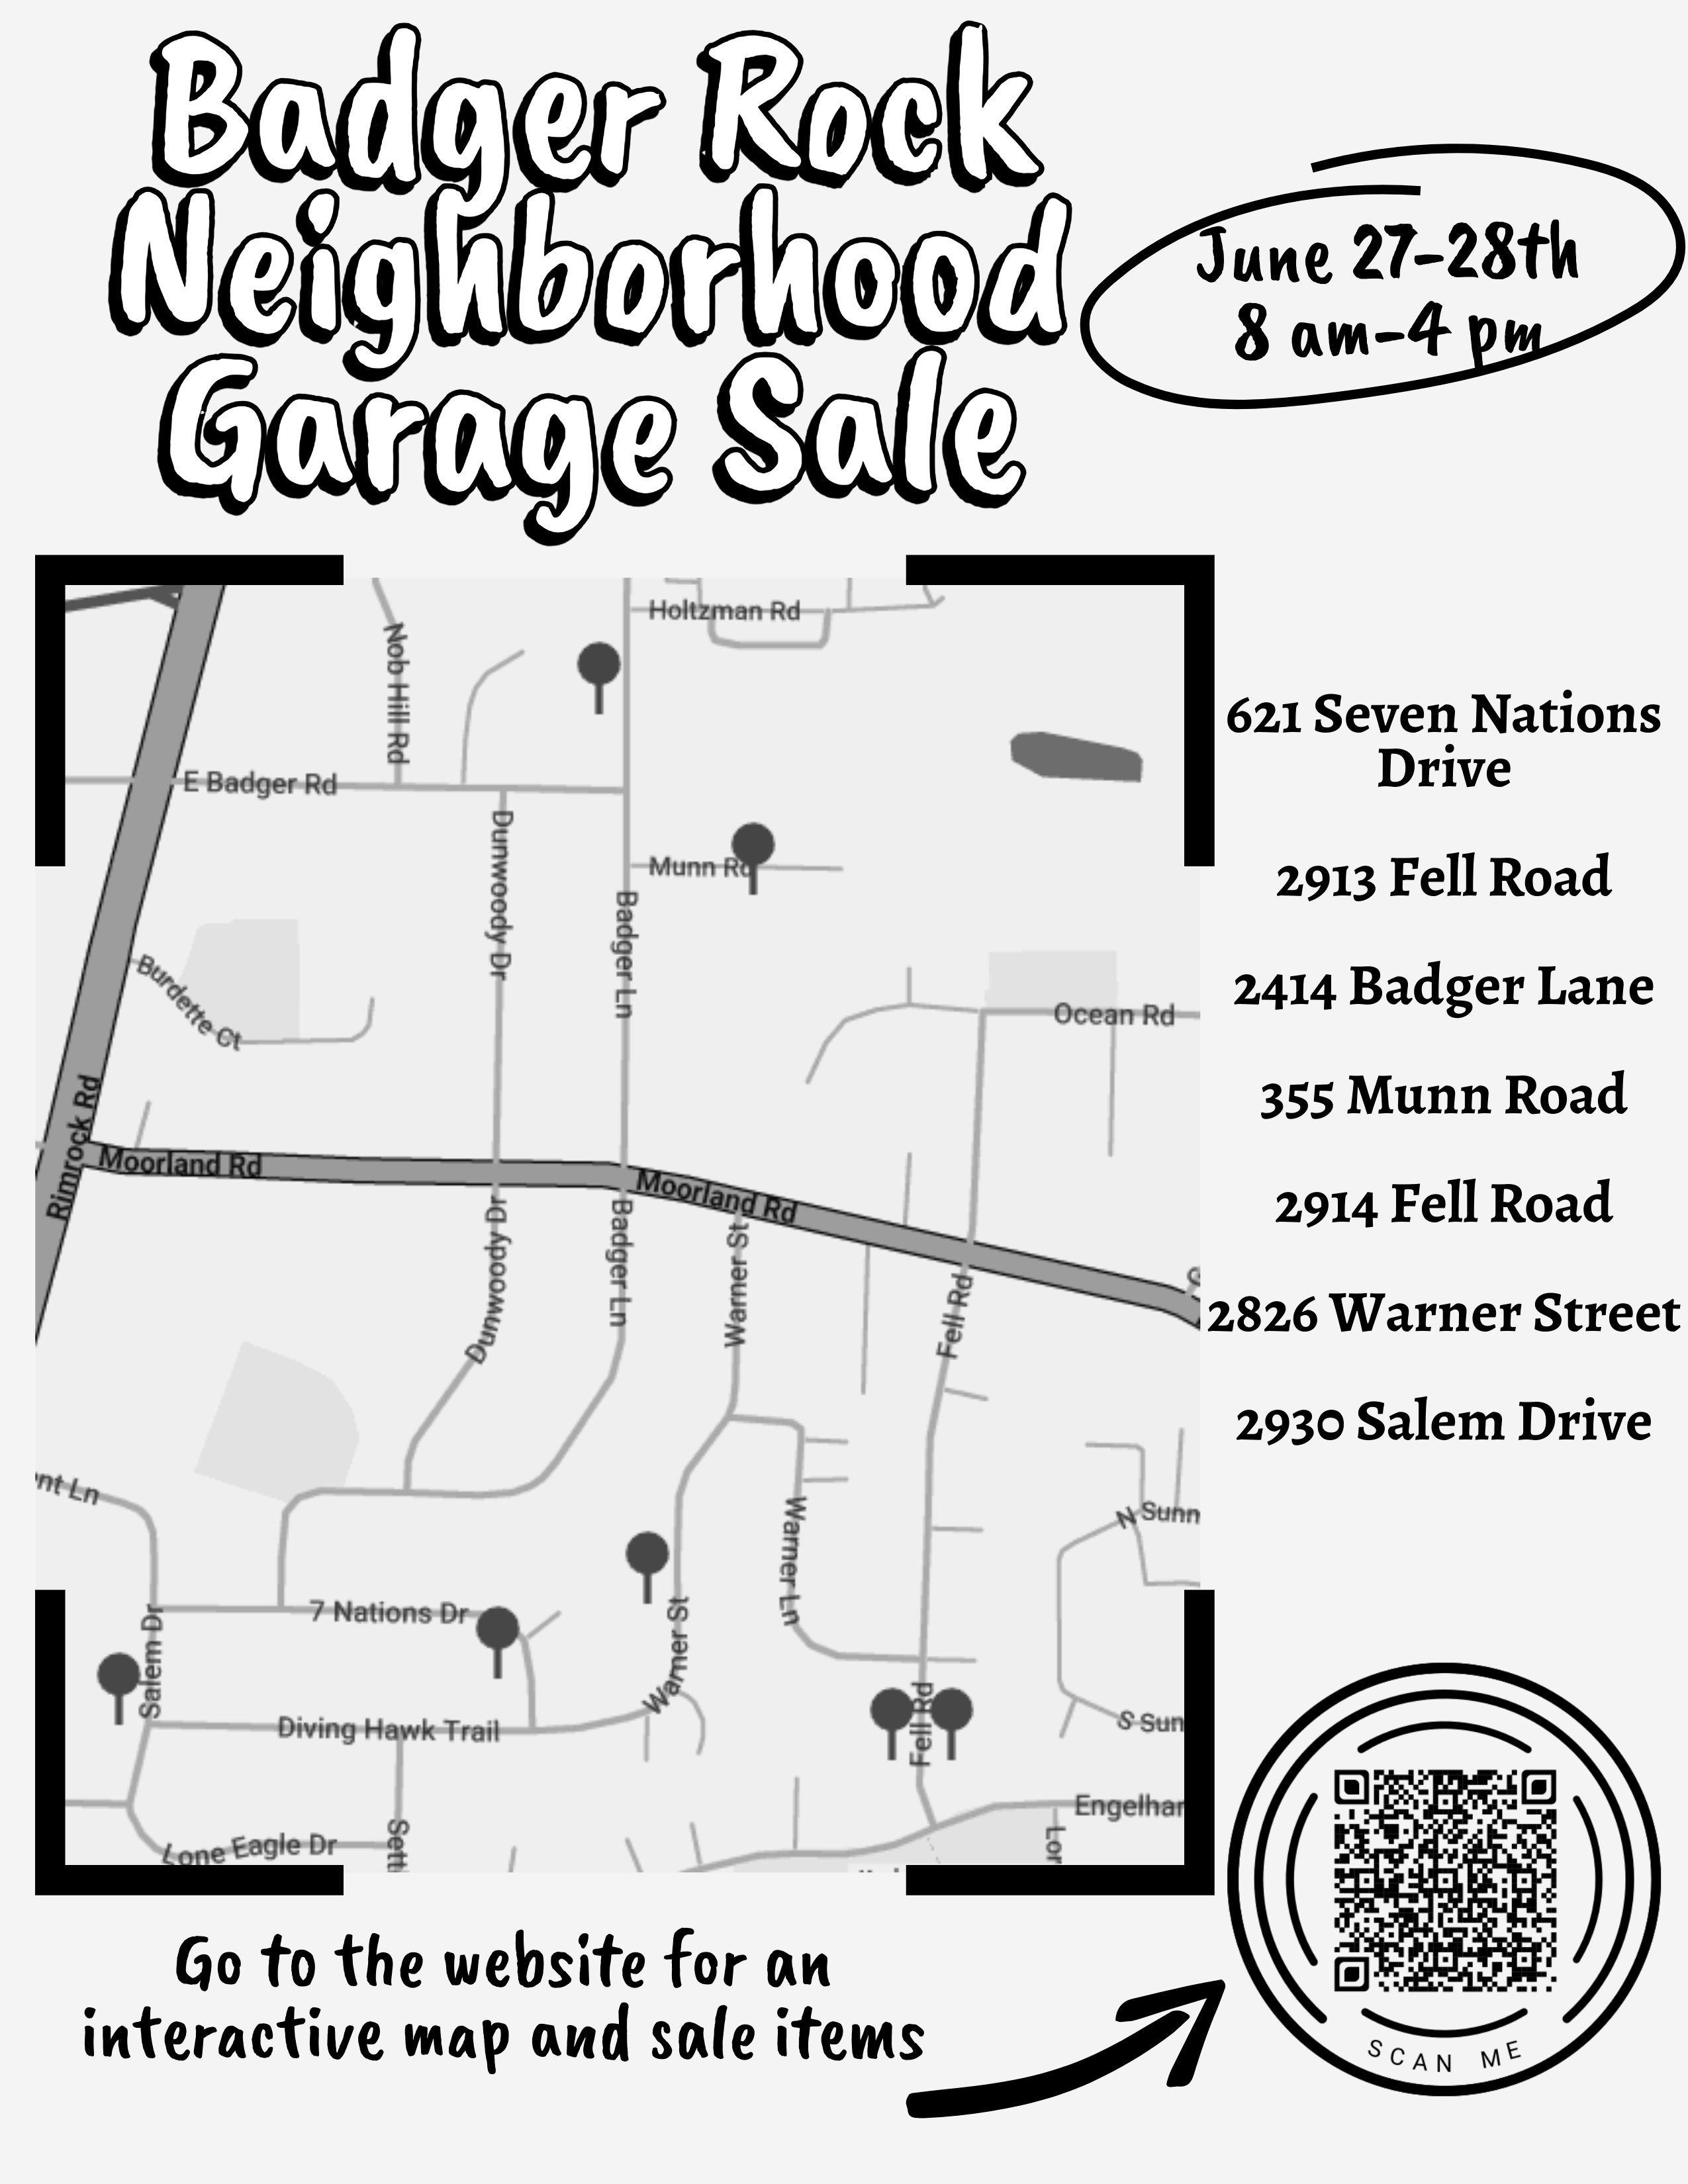 Badger Rock
Neighborhood
Garage Sale
June 27-28th
8 am-4 pm
Holtzman Rd
Nob Hill Rd
E Badger Rd
Dunwoody Dr
Munn Rd
Badger Ln
Burdette Ct
Ocean Rd
Rimrock Rd
Moorland Rd
Moorland Rd
Dunwoody Dr
Badger Ln
Warner St
Fell Rd
nt Ln
Warner Ln
N Sunn
7 Nations Dr
Salem Dr
Warner St
Fell Rd
S Sun
Diving Hawk Trail
Engelhar
Lone Eagle Dr
Setti
Lor
621 Seven Nations
Drive
2913 Fell Road
2414 Badger Lane
355 Munn Road
2914 Fell Road
2826 Warner Street
2930 Salem Drive
Go to the website for an
interactive map and sale items
SCAN ME